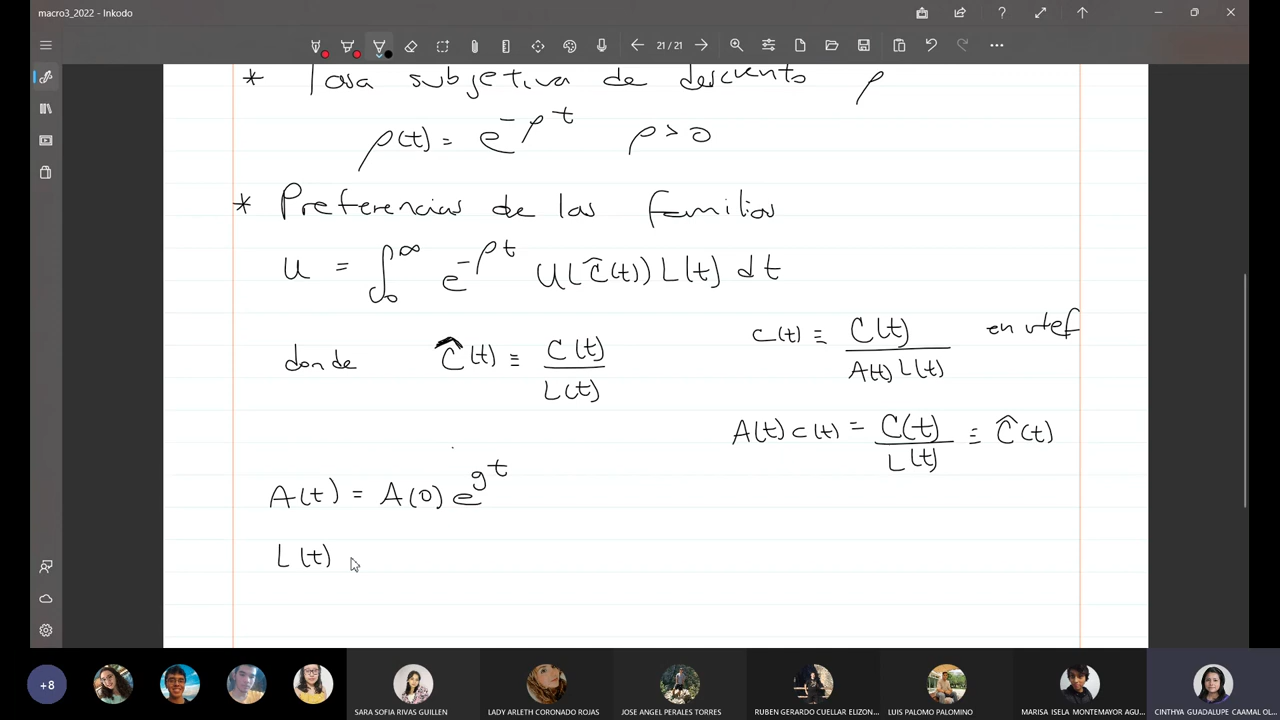 macro3_2022 - Inkodo
21/21
* Tasa subjetiva de descuento ρ
ρ(t) = e^{-ρt} ρ > 0
* Preferencias de las familias
U = ∫_0^∞ e^{-ρt} U(ĉ(t)) L(t) dt
donde Ĉ(t) ≡ C(t)/L(t)
c(t) ≡ C(t)/A(t)L(t) en utef
A(t)c(t) = C(t)/L(t) ≡ Ĉ(t)
A(t) = A(0)e^{gt}
L(t)
+8
SARA SOFIA RIVAS GUILLEN
LADY ARLETH CORONADO ROJAS
JOSE ANGEL PERALES TORRES
RUBEN GERARDO CUELLAR ELIZON...
LUIS PALOMO PALOMINO
MARISA ISELA MONTEMAYOR AGU...
CINTHYA GUADALUPE CAAMAL OL...